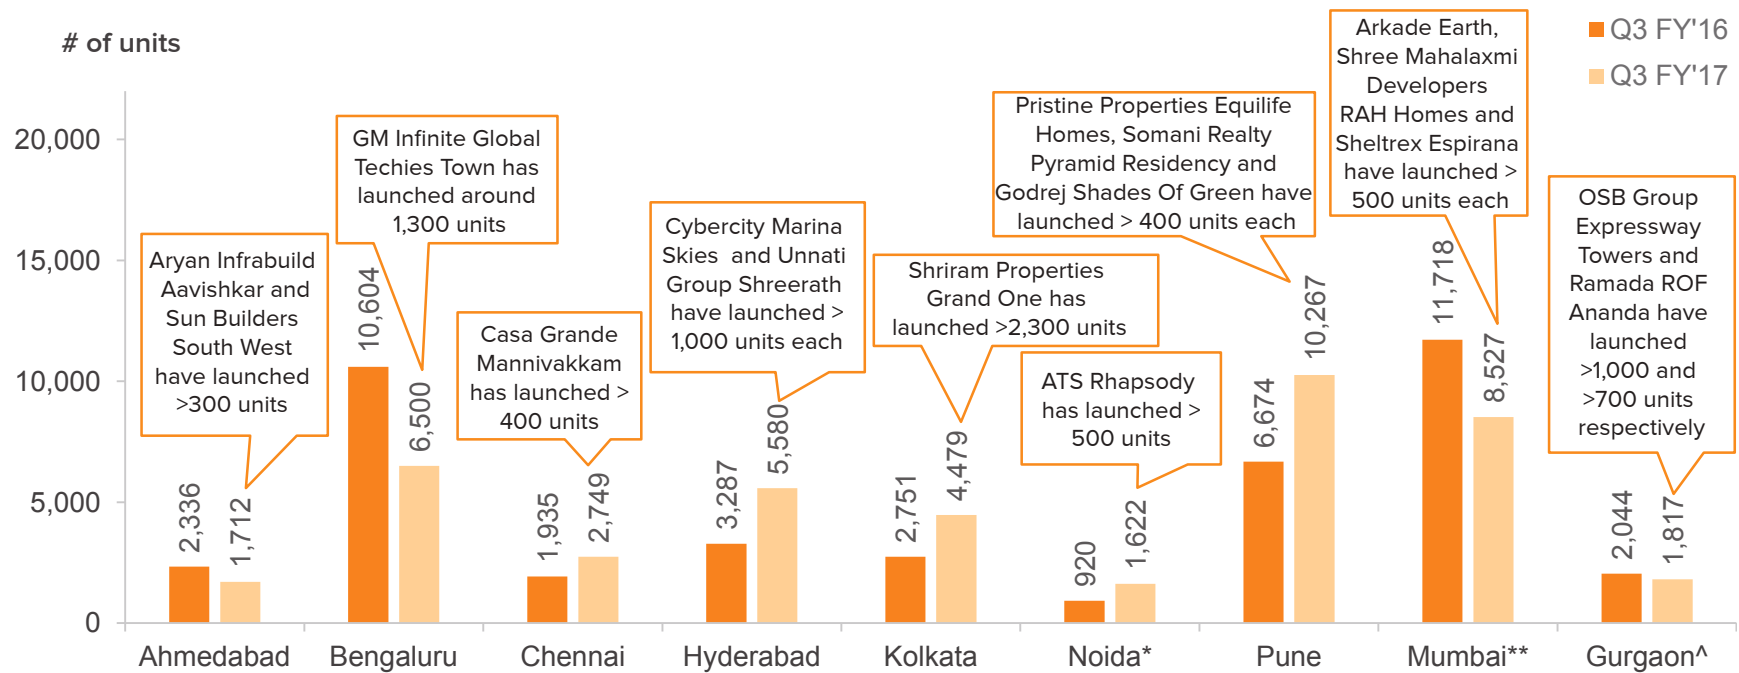 # of units
Q3 FY'16
Q3 FY'17
20,000
15,000
10,000
5,000
0
Aryan Infrabuild
Aavishkar and
Sun Builders
South West
have launched
>300 units
GM Infinite Global
Techies Town has
launched around
1,300 units
Casa Grande
Mannivakkam
has launched >
400 units
Cybercity Marina
Skies and Unnati
Group Shreerath
have launched >
1,000 units each
Shriram Properties
Grand One has
launched >2,300 units
ATS Rhapsody
has launched >
500 units
Pristine Properties Equilife
Homes, Somani Realty
Pyramid Residency and
Godrej Shades Of Green have
launched > 400 units each
Arkade Earth,
Shree Mahalaxmi
Developers
RAH Homes and
Sheltrex Espirana
have launched >
500 units each
OSB Group
Expressway
Towers and
Ramada ROF
Ananda have
launched
>1,000 and
>700 units
respectively
2,336
1,712
10,604
6,500
1,935
2,749
3,287
5,580
2,751
4,479
920
1,622
6,674
10,267
11,718
8,527
2,044
1,817
Ahmedabad
Bengaluru
Chennai
Hyderabad
Kolkata
Noida*
Pune
Mumbai**
Gurgaon^